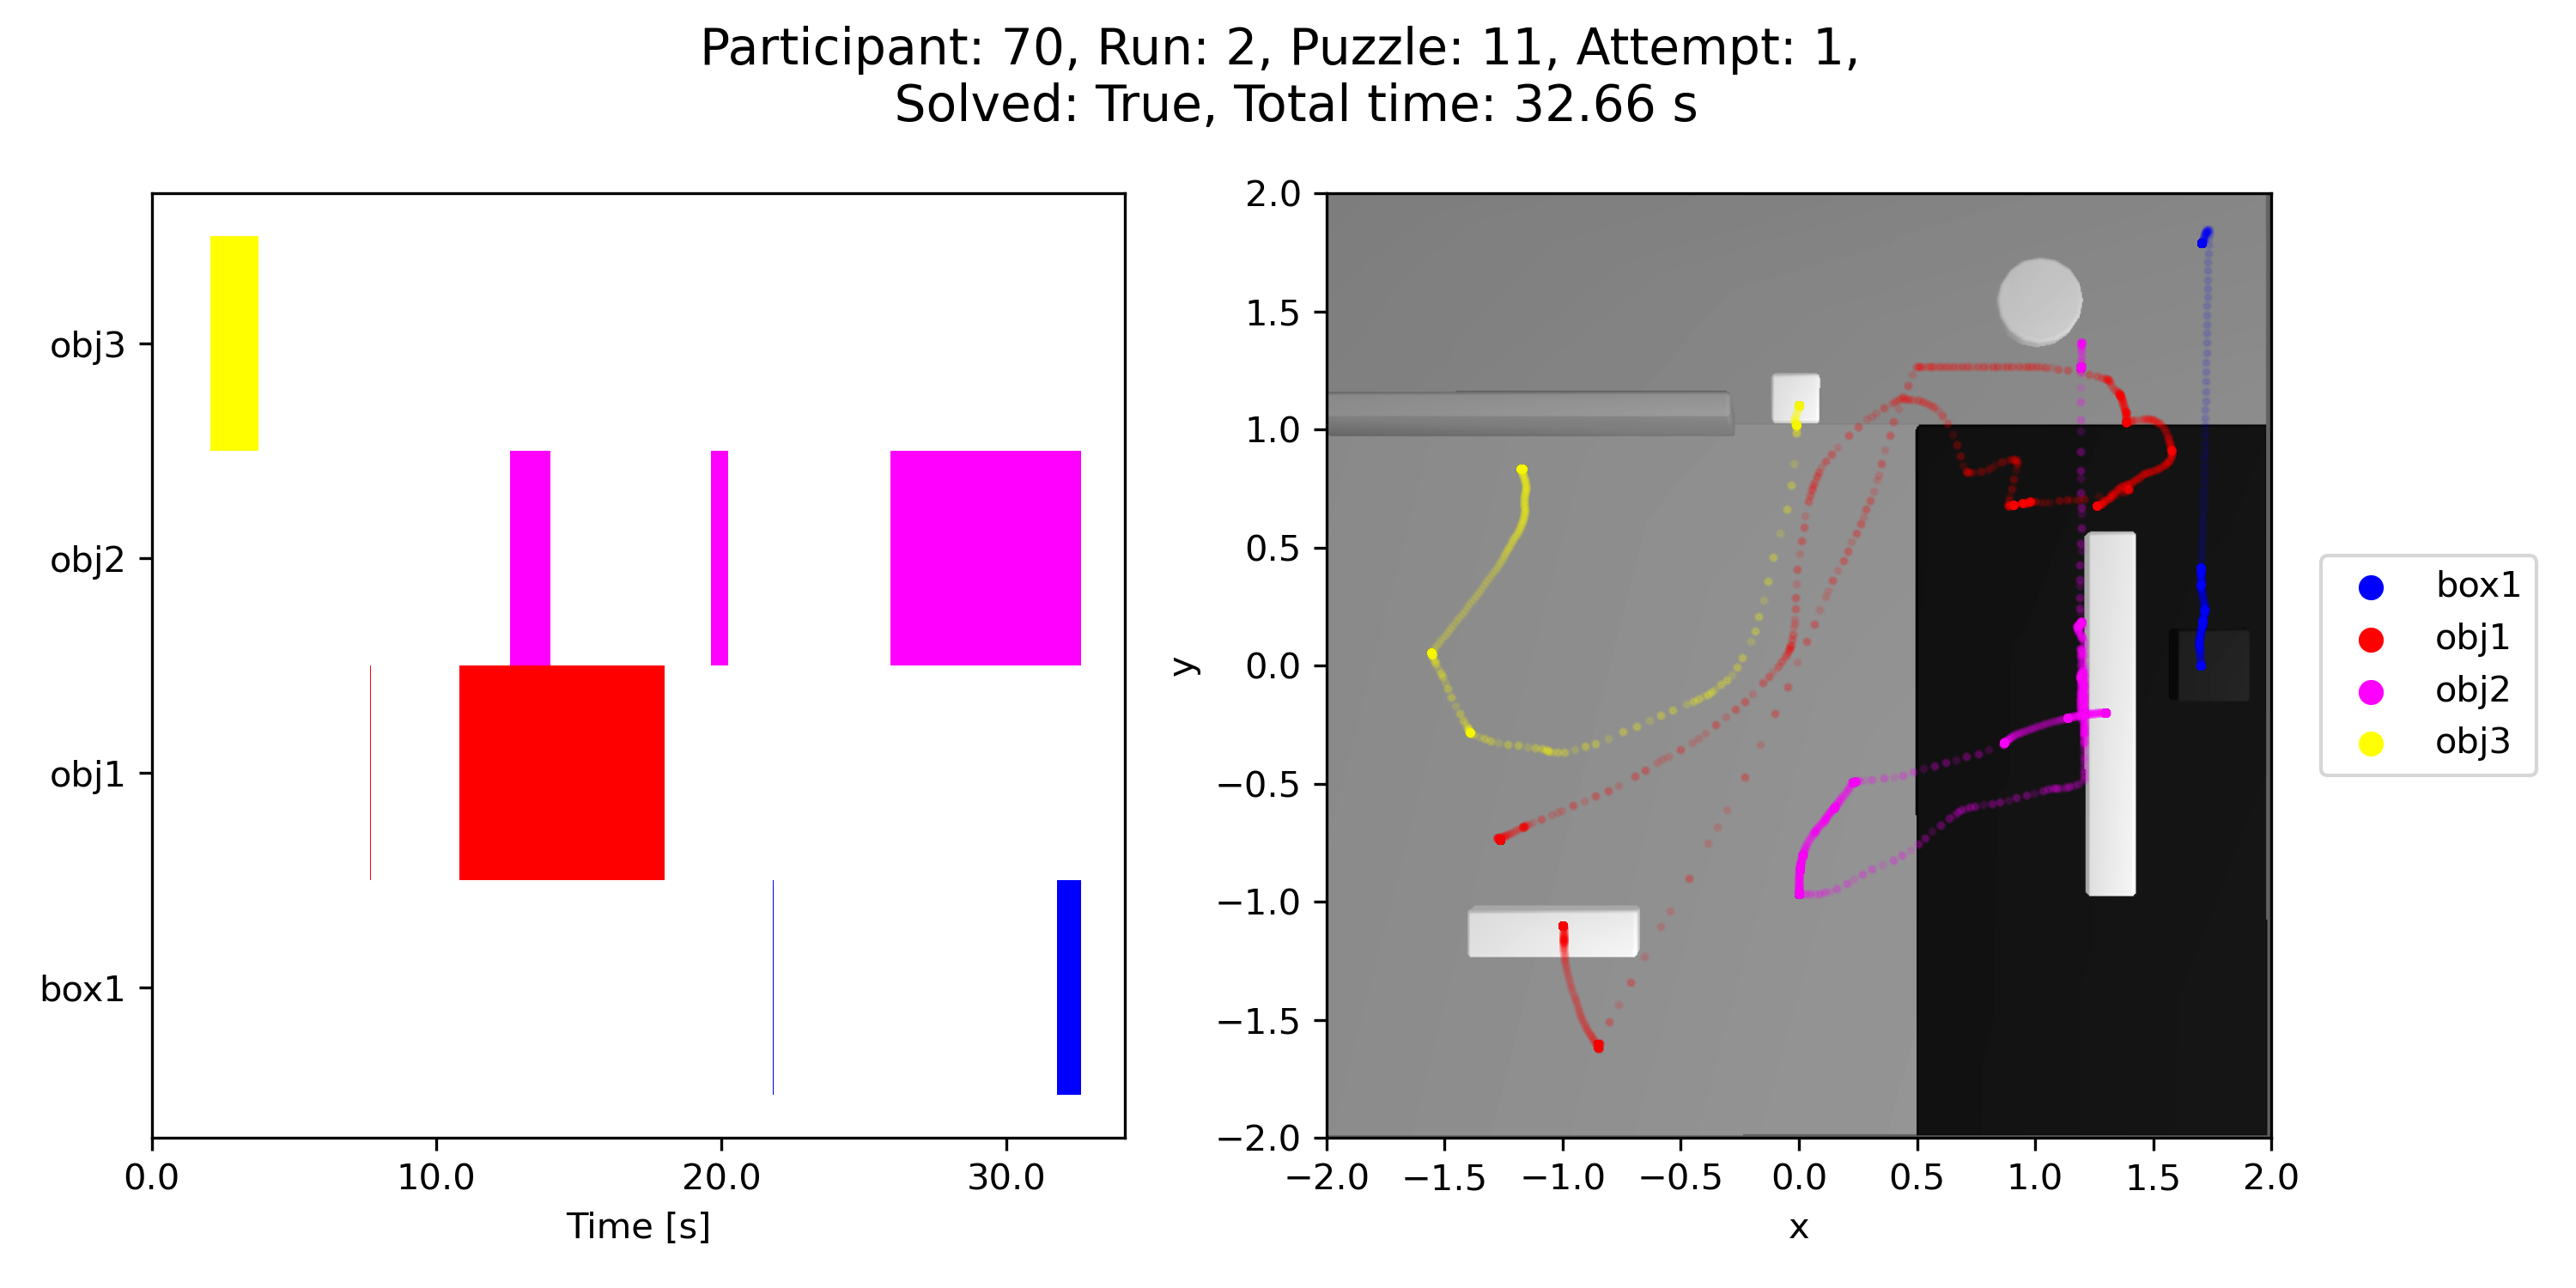 Participant: 70, Run: 2, Puzzle: 11, Attempt: 1,
Solved: True, Total time: 32.66 s
obj3
obj2
obj1
box1
0.0 10.0 20.0 30.0
Time [s]
2.0
1.5
1.0
0.5
0.0
−0.5
−1.0
−1.5
−2.0
y
−2.0 −1.5 −1.0 −0.5 0.0 0.5 1.0 1.5 2.0
x
box1
obj1
obj2
obj3